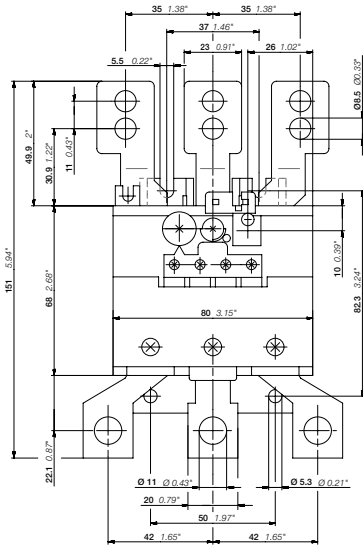 35 1.38" 35 1.38"
37 1.46"
23 0.91" 26 1.02"
5.5 0.22"
Ø8.5 Ø0.33"
49.9 2"
30.9 1.22"
11 0.43"
10 0.39"
82.3 3.24"
151 5.94"
68 2.68"
80 3.15"
22.1 0.87"
Ø 11 Ø 0.43" Ø 5.3 Ø 0.21"
20 0.79"
50 1.97"
42 1.65" 42 1.65"